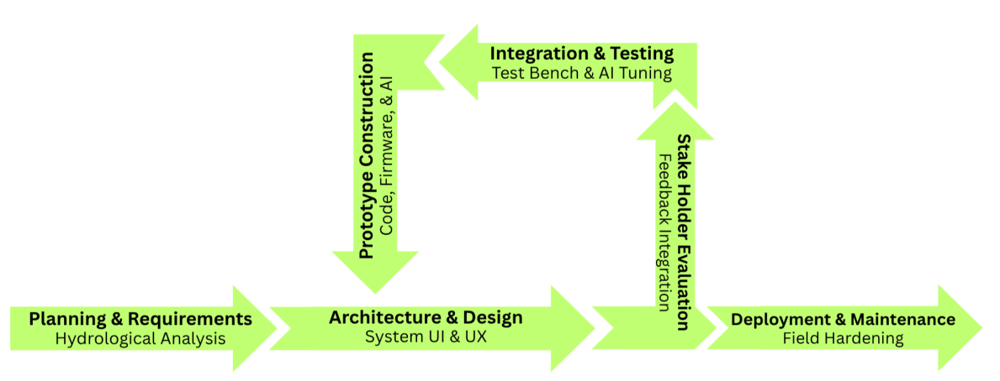 Integration & Testing
Test Bench & AI Tuning
Prototype Construction
Code, Firmware, & AI
Stake Holder Evaluation
Feedback Integration
Planning & Requirements
Hydrological Analysis
Architecture & Design
System UI & UX
Deployment & Maintenance
Field Hardening